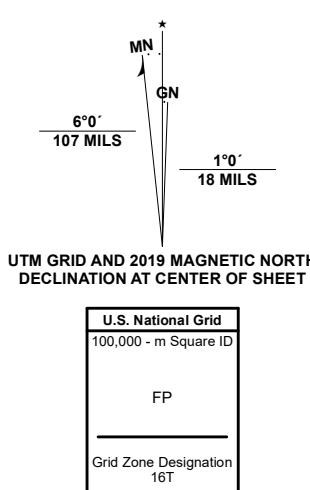 ★
MN
GN
6°0´
107 MILS
1°0´
18 MILS
UTM GRID AND 2019 MAGNETIC NORTH
DECLINATION AT CENTER OF SHEET
U.S. National Grid
100,000 - m Square ID
FP
Grid Zone Designation
16T